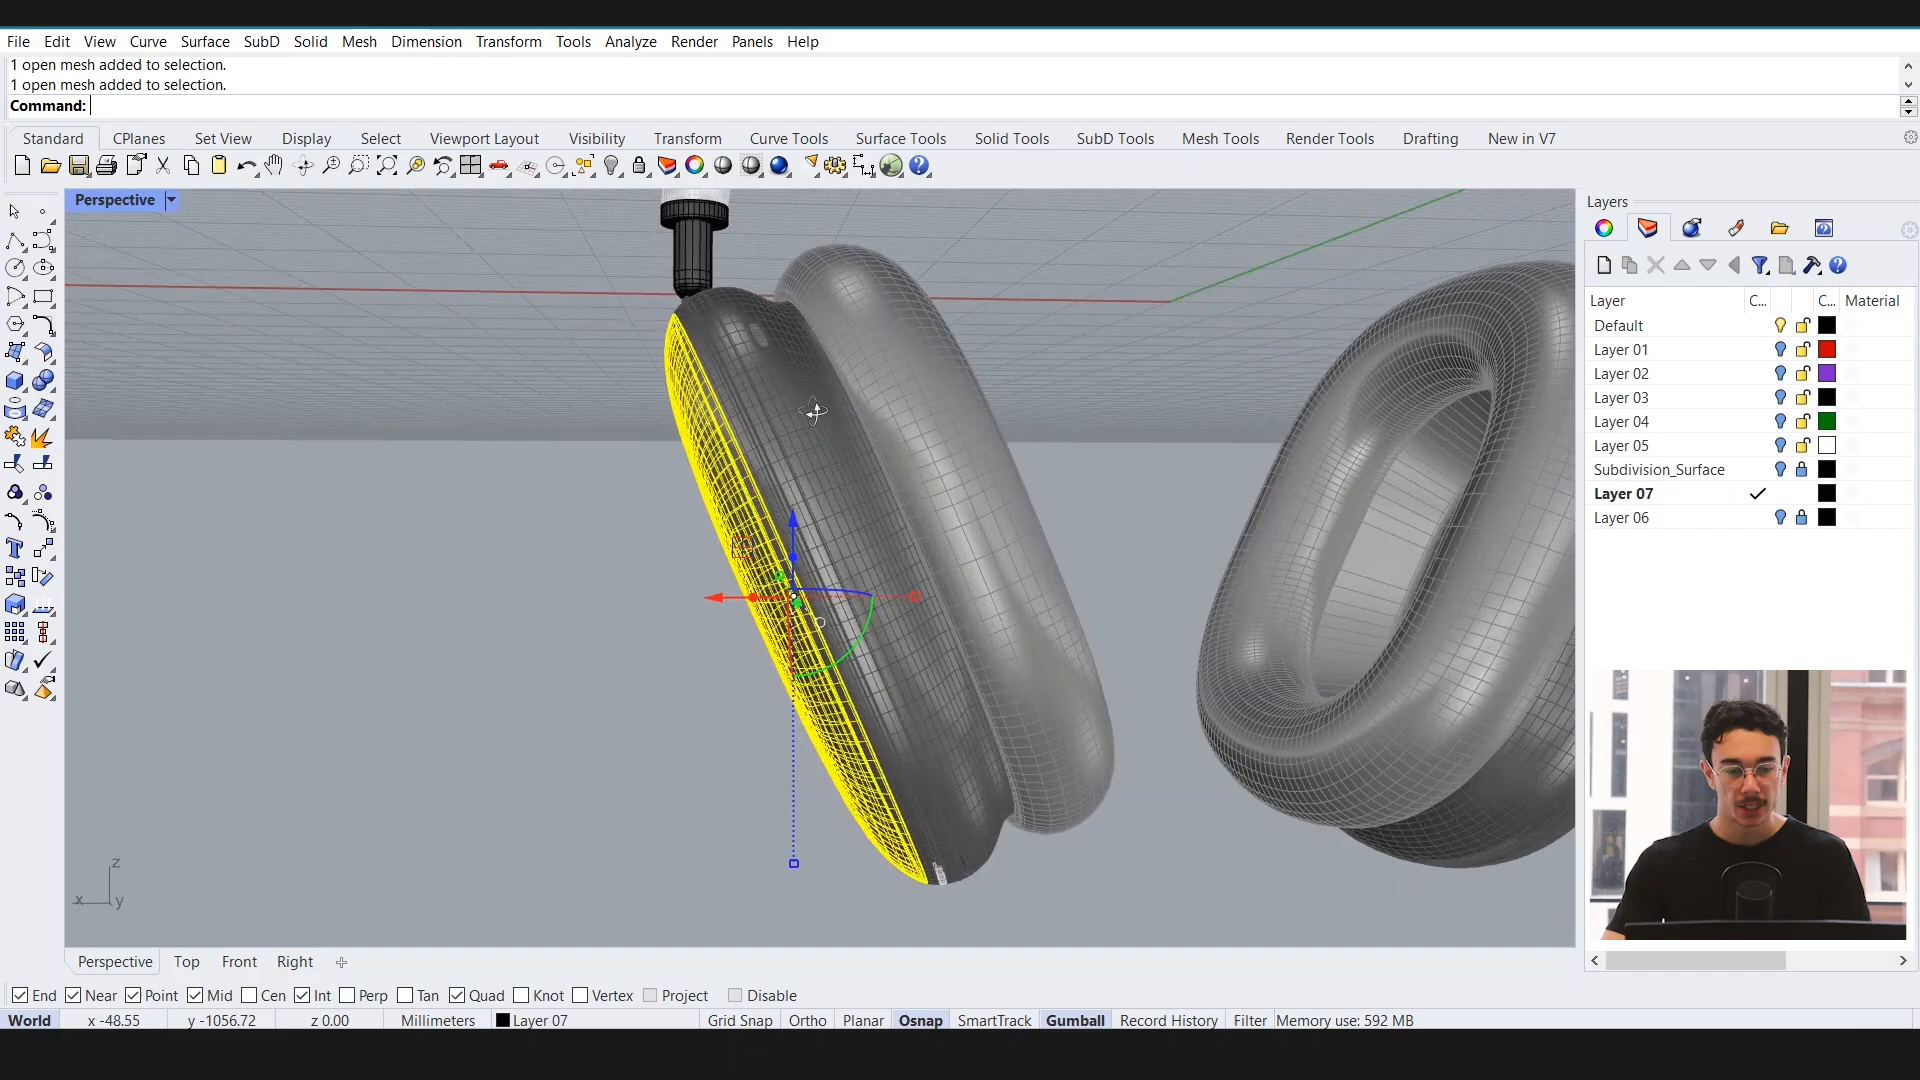 File Edit View Curve Surface SubD Solid Mesh Dimension Transform Tools Analyze Render Panels Help
1 open mesh added to selection.
1 open mesh added to selection.
Command:
Standard CPlanes Set View Display Select Viewport Layout Visibility Transform Curve Tools Surface Tools Solid Tools SubD Tools Mesh Tools Render Tools Drafting New in V7
Perspective
Layers
Layer C... C... Material
Default
Layer 01
Layer 02
Layer 03
Layer 04
Layer 05
Subdivision_Surface
Layer 07
Layer 06
z
x y
Perspective Top Front Right
End Near Point Mid Cen Int Perp Tan Quad Knot Vertex Project Disable
World x -48.55 y -1056.72 z 0.00 Millimeters Layer 07 Grid Snap Ortho Planar Osnap SmartTrack Gumball Record History Filter Memory use: 592 MB